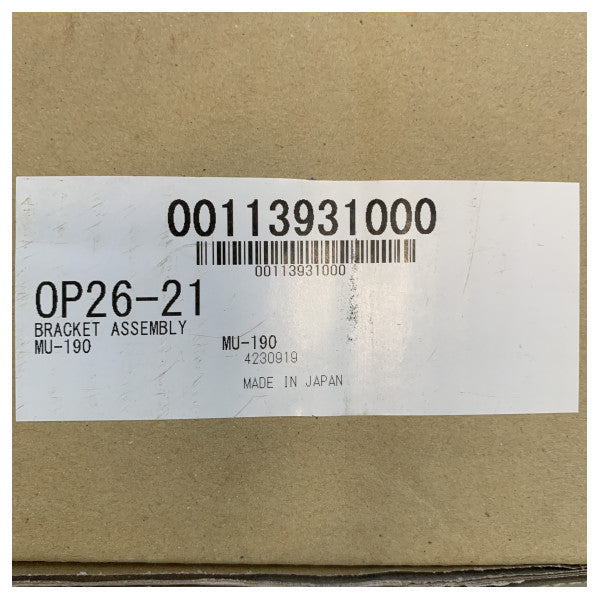 00113931000
00113931000
OP26-21
BRACKET ASSEMBLY
MU-190
MU-190
4230919
MADE IN JAPAN